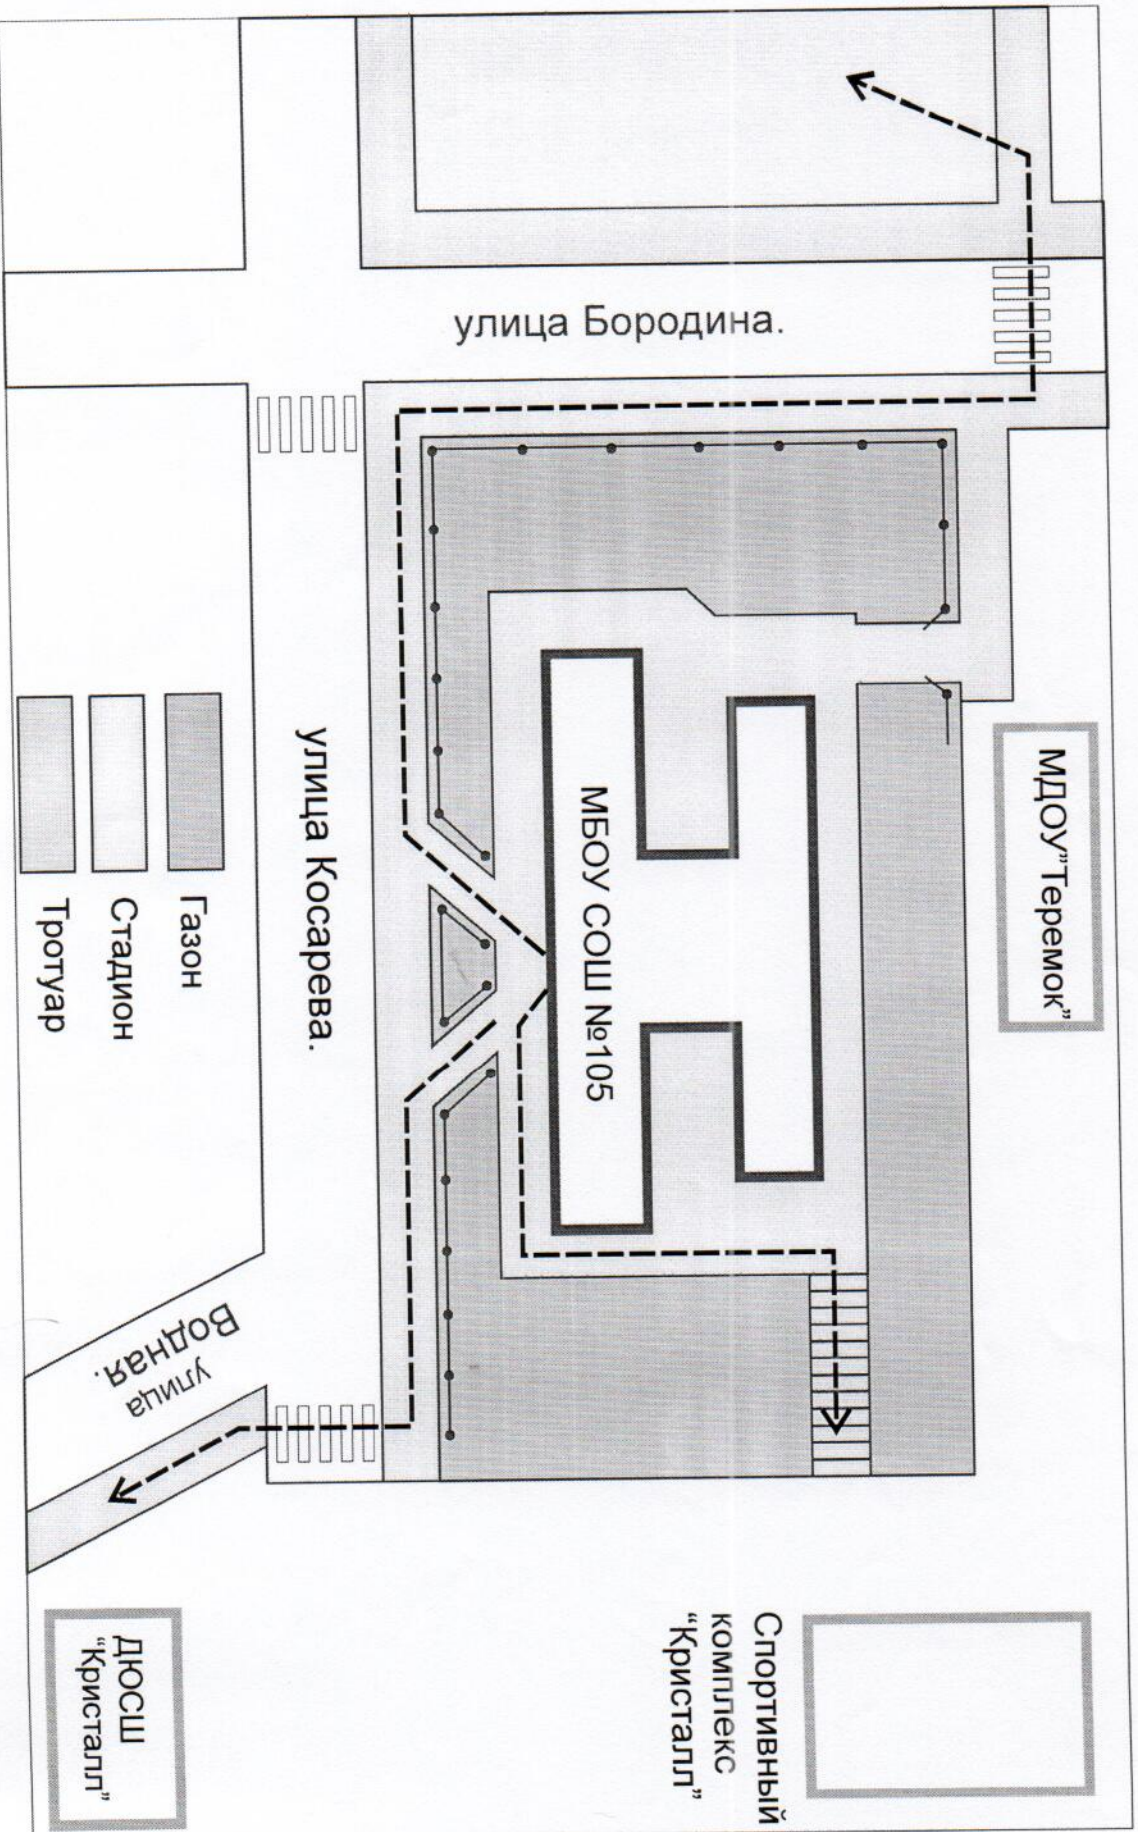 улица Бородина.
МДОУ"Теремок"
МБОУ СОШ №105
улица Косарева.
Газон
Стадион
Тротуар
улица
Водная.
Спортивный
комплекс
"Кристалл"
ДЮСШ
"Кристалл"